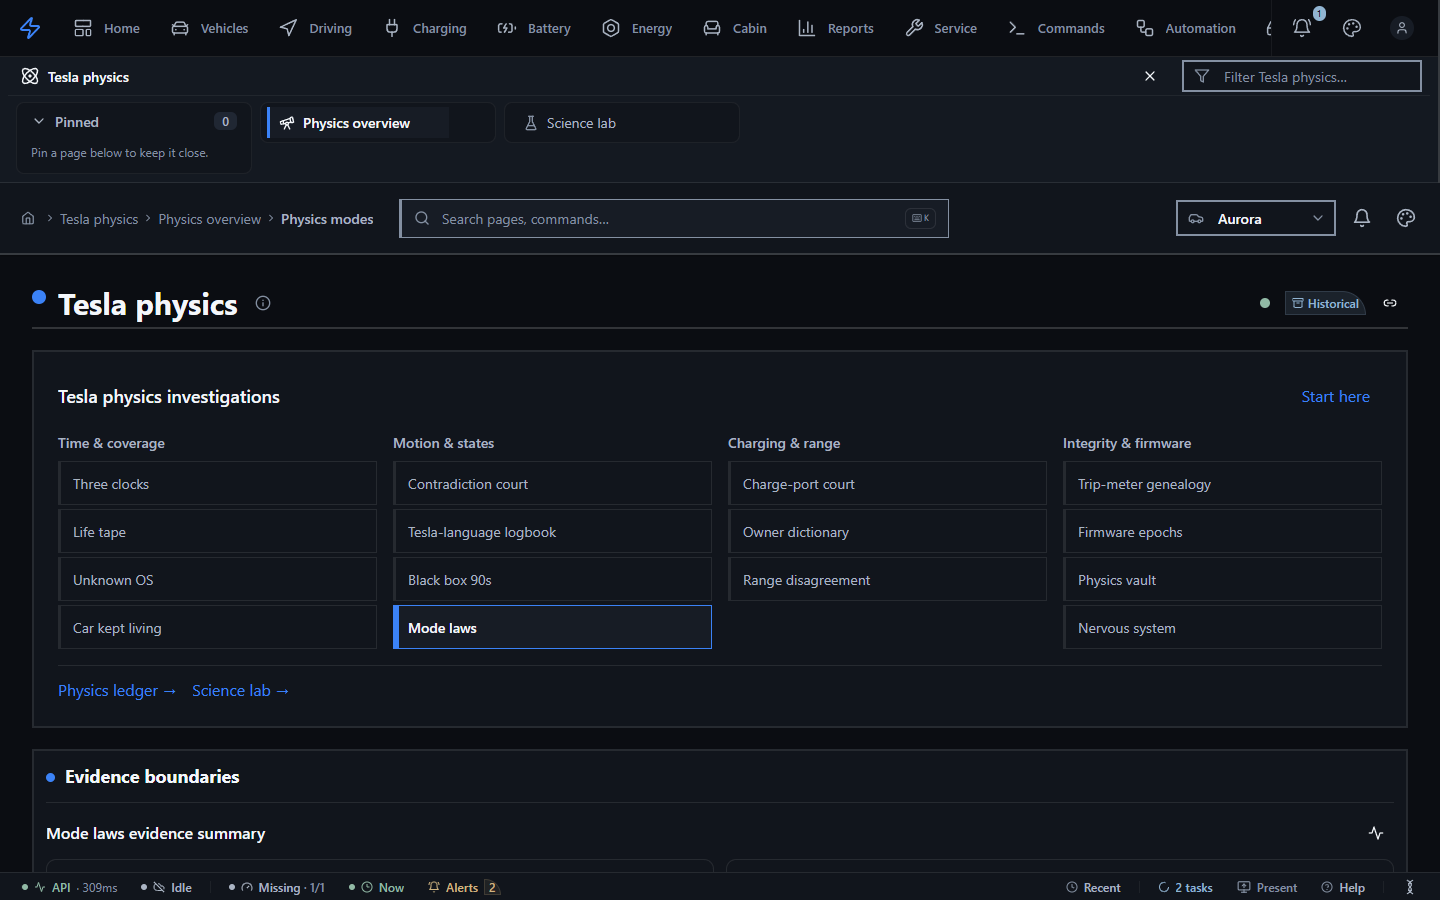 Home Vehicles Driving Charging Battery Energy Cabin Reports Service Commands Automation 1
Tesla physics
Filter Tesla physics...
Pinned 0
Pin a page below to keep it close.
Physics overview
Science lab
Tesla physics > Physics overview > Physics modes
Search pages, commands...
K
Aurora
Tesla physics
Historical
Tesla physics investigations
Start here
Time & coverage
Three clocks
Life tape
Unknown OS
Car kept living
Motion & states
Contradiction court
Tesla-language logbook
Black box 90s
Mode laws
Charging & range
Charge-port court
Owner dictionary
Range disagreement
Integrity & firmware
Trip-meter genealogy
Firmware epochs
Physics vault
Nervous system
Physics ledger → Science lab →
Evidence boundaries
Mode laws evidence summary
API · 309ms Idle Missing · 1/1 Now Alerts 2 Recent 2 tasks Present Help